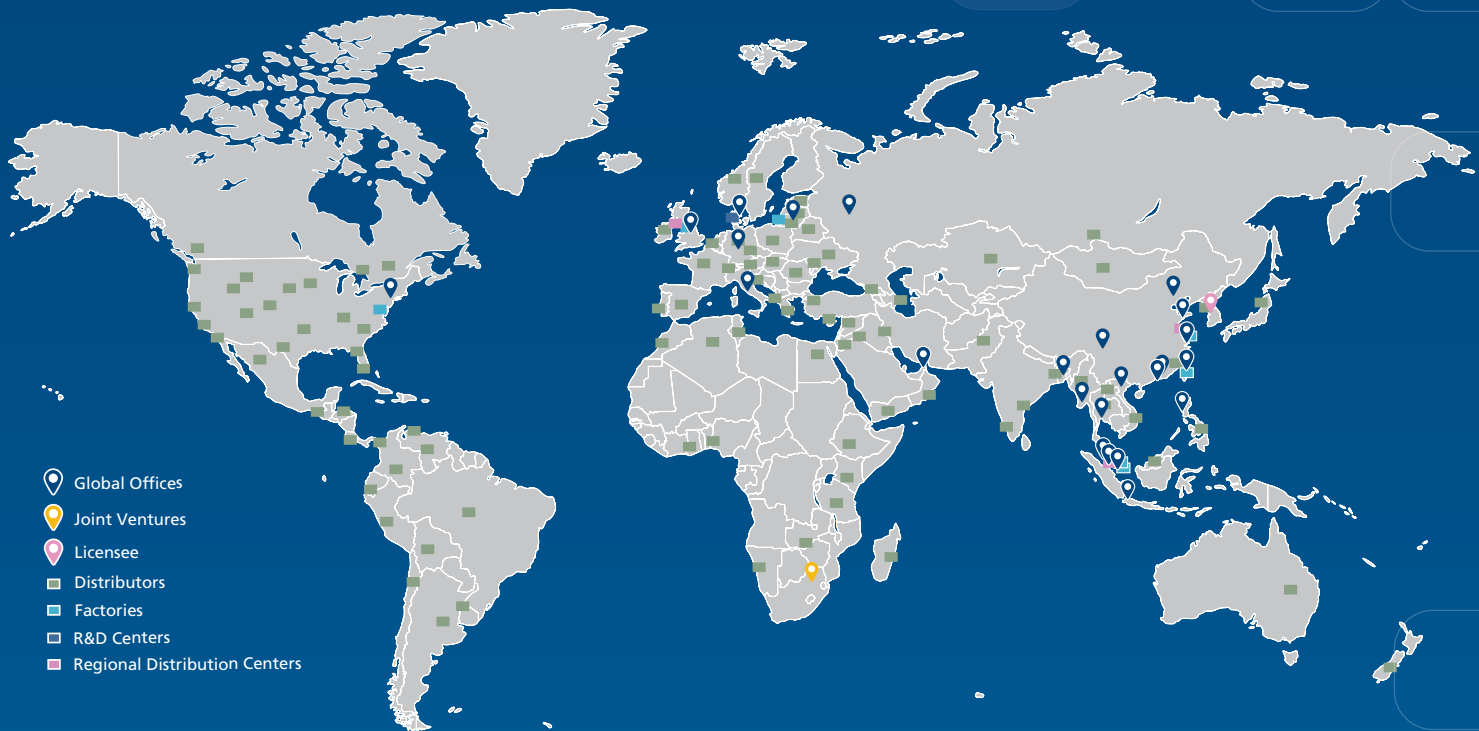 Global Offices
Joint Ventures
Licensee
Distributors
Factories
R&D Centers
Regional Distribution Centers